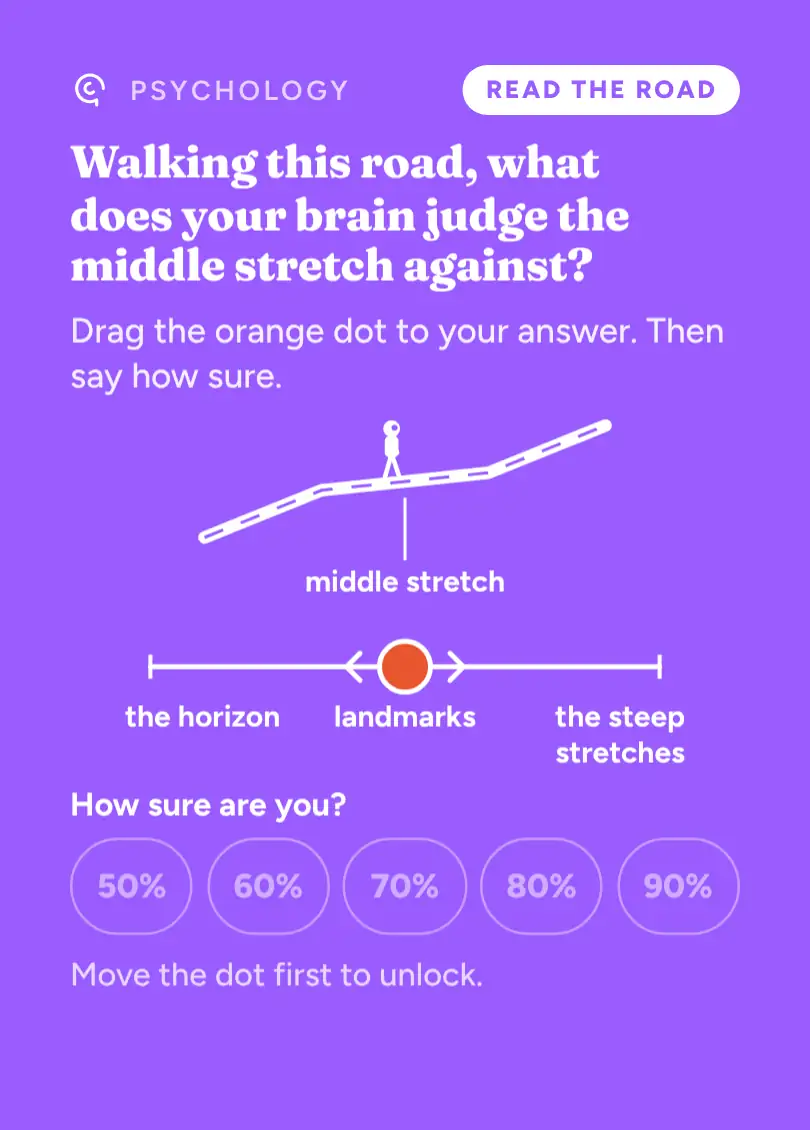 PSYCHOLOGY
READ THE ROAD
Walking this road, what
does your brain judge the
middle stretch against?
Drag the orange dot to your answer. Then
say how sure.
middle stretch
the horizon
landmarks
the steep
stretches
How sure are you?
50%
60%
70%
80%
90%
Move the dot first to unlock.